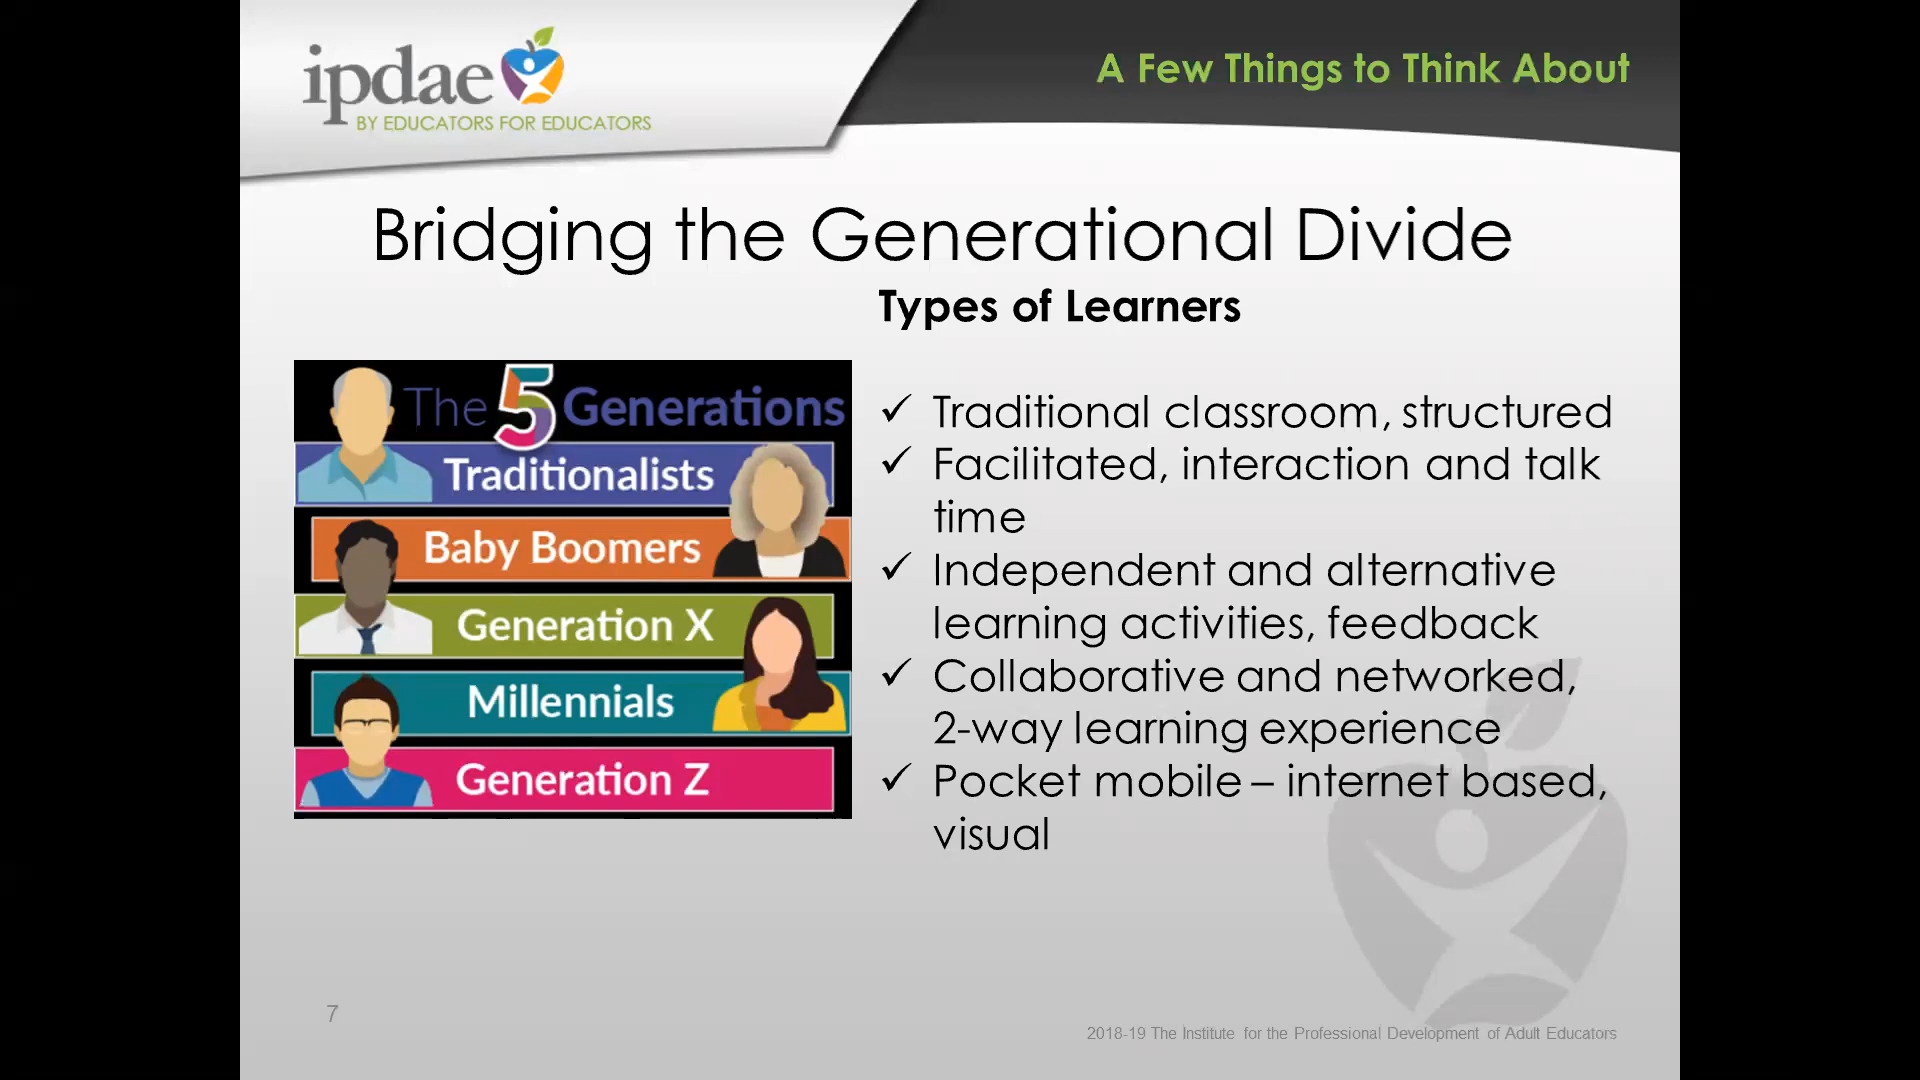 ipdae
BY EDUCATORS FOR EDUCATORS
A Few Things to Think About
Bridging the Generational Divide
Types of Learners
The 5 Generations
Traditionalists
Baby Boomers
Generation X
Millennials
Generation Z
✓ Traditional classroom, structured
✓ Facilitated, interaction and talk
time
✓ Independent and alternative
learning activities, feedback
✓ Collaborative and networked,
2-way learning experience
✓ Pocket mobile – internet based,
visual
7
2018-19 The Institute for the Professional Development of Adult Educators